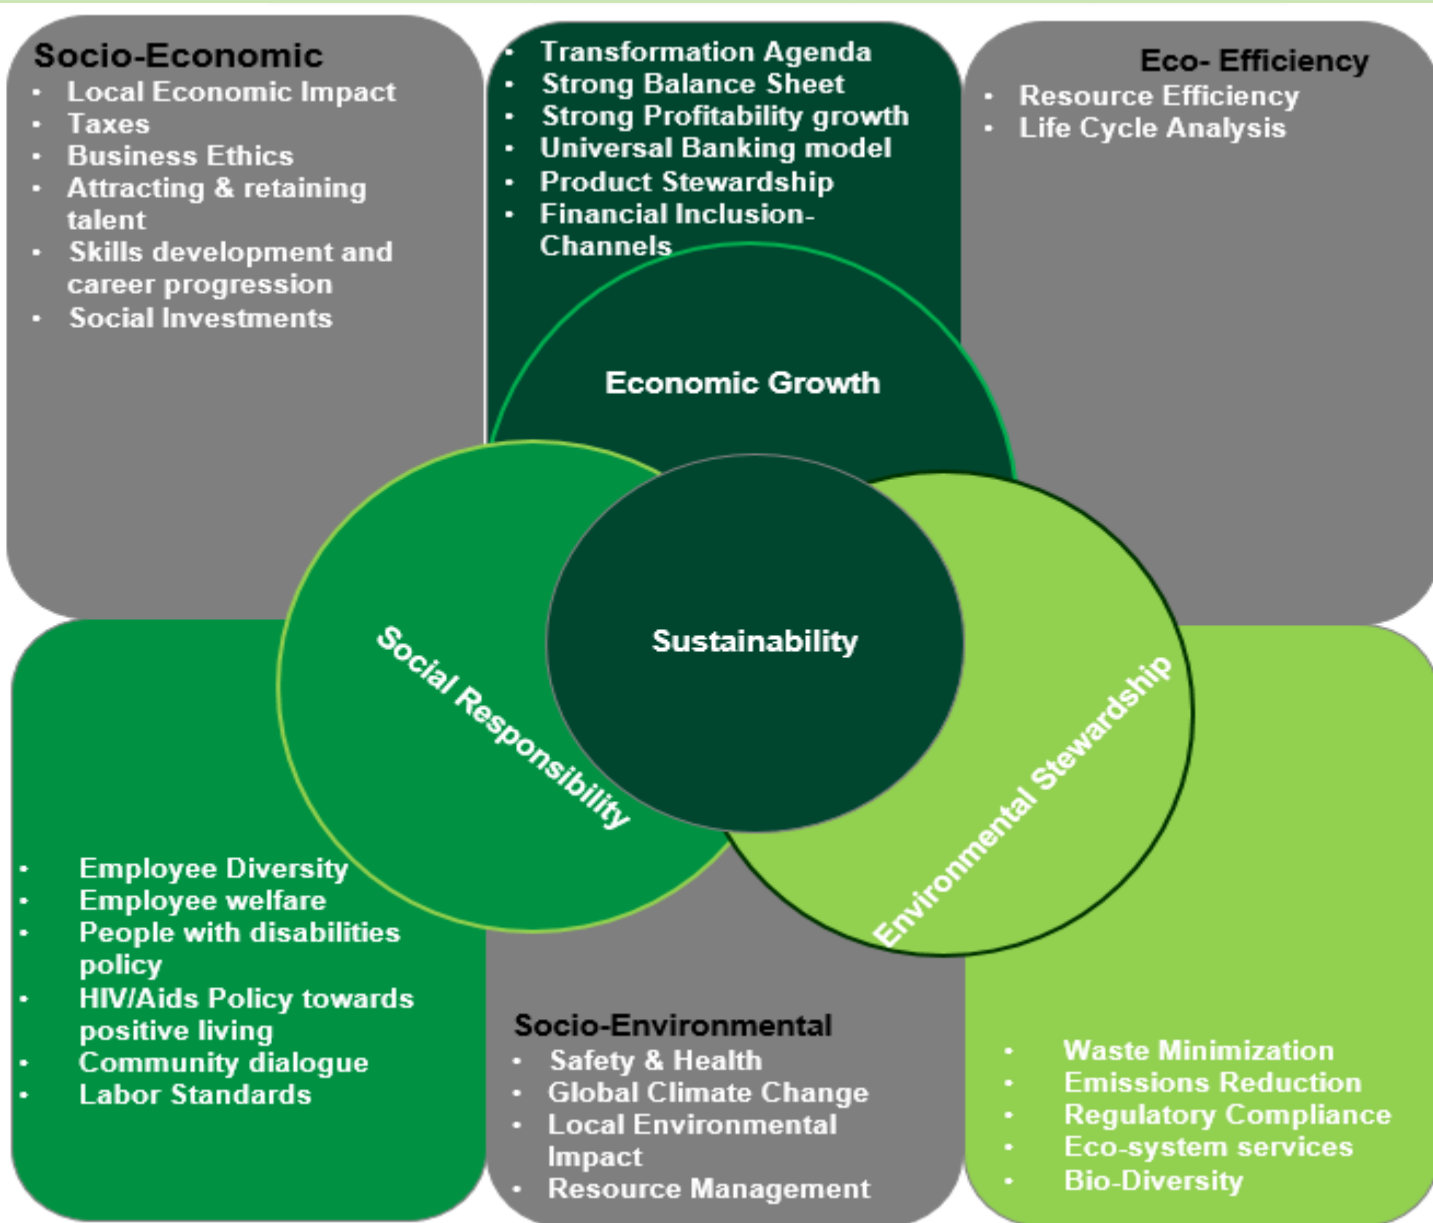 Socio-Economic
• Local Economic Impact
• Taxes
• Business Ethics
• Attracting & retaining
talent
• Skills development and
career progression
• Social Investments
• Transformation Agenda
• Strong Balance Sheet
• Strong Profitability growth
• Universal Banking model
• Product Stewardship
• Financial Inclusion-
Channels
Eco- Efficiency
• Resource Efficiency
• Life Cycle Analysis
Economic Growth
Sustainability
Social Responsibility
Environmental Stewardship
• Employee Diversity
• Employee welfare
• People with disabilities
policy
• HIV/Aids Policy towards
positive living
• Community dialogue
• Labor Standards
Socio-Environmental
• Safety & Health
• Global Climate Change
• Local Environmental
Impact
• Resource Management
• Waste Minimization
• Emissions Reduction
• Regulatory Compliance
• Eco-system services
• Bio-Diversity